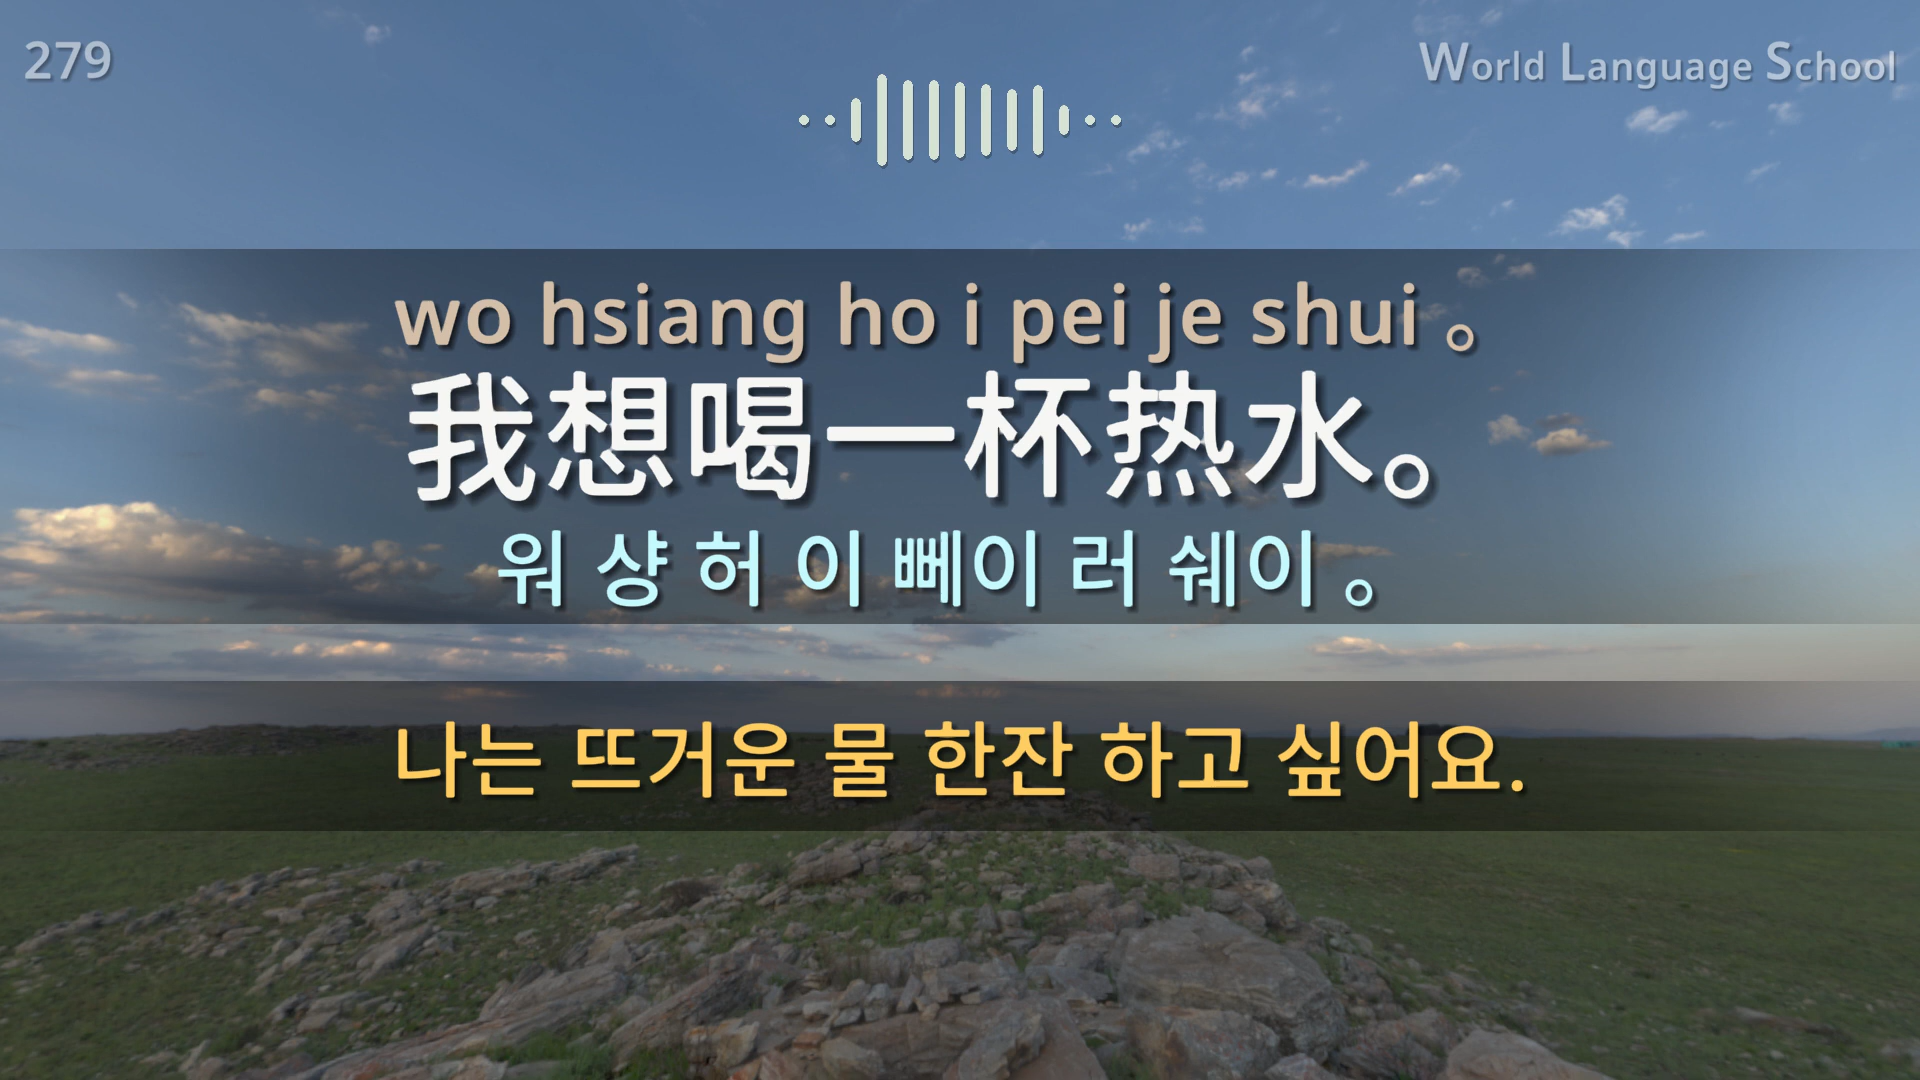 279
World Language School
wo hsiang ho i pei je shui 。
我想喝一杯热水。
워 샹 허 이 뻬이 러 쉐이 。
나는 뜨거운 물 한잔 하고 싶어요.